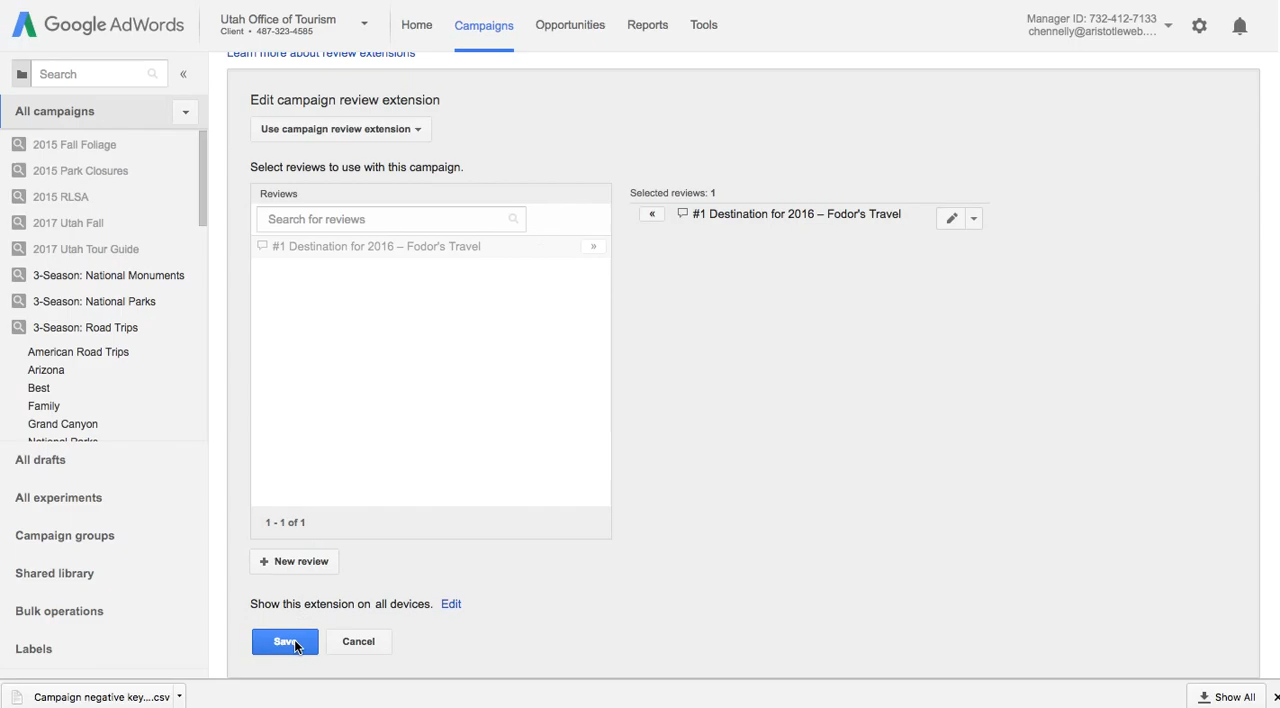 Google AdWords
Utah Office of Tourism
Client • 487-323-4585
Home
Campaigns
Opportunities
Reports
Tools
Manager ID: 732-412-7133
chennelly@aristotleweb....
Learn more about review extensions
Search
«
All campaigns
2015 Fall Foliage
2015 Park Closures
2015 RLSA
2017 Utah Fall
2017 Utah Tour Guide
3-Season: National Monuments
3-Season: National Parks
3-Season: Road Trips
American Road Trips
Arizona
Best
Family
Grand Canyon
National Parks
All drafts
All experiments
Campaign groups
Shared library
Bulk operations
Labels
Edit campaign review extension
Use campaign review extension
Select reviews to use with this campaign.
Reviews
Search for reviews
#1 Destination for 2016 – Fodor's Travel »
1 - 1 of 1
Selected reviews: 1
« #1 Destination for 2016 – Fodor's Travel
+ New review
Show this extension on all devices. Edit
Save
Cancel
Campaign negative key....csv
Show All